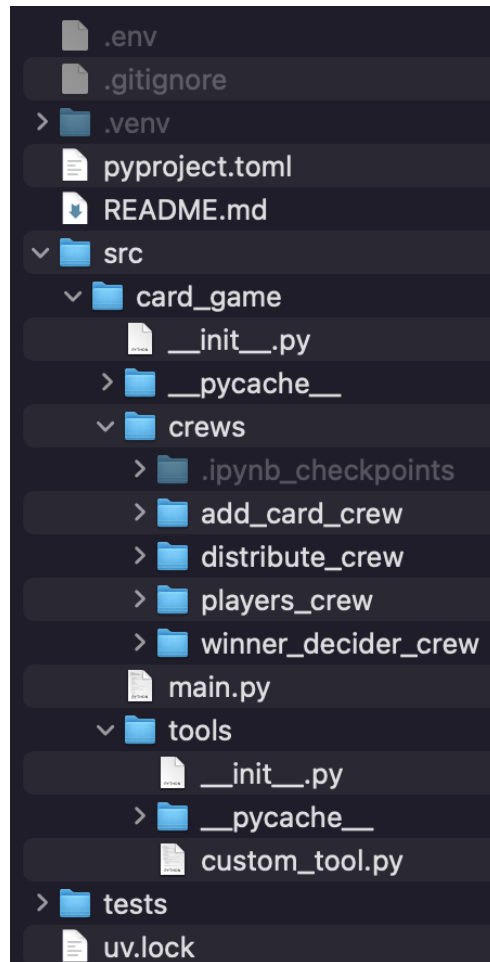 .env
.gitignore
.venv
pyproject.toml
README.md
src
card_game
__init__.py
__pycache__
crews
.ipynb_checkpoints
add_card_crew
distribute_crew
players_crew
winner_decider_crew
main.py
tools
__init__.py
__pycache__
custom_tool.py
tests
uv.lock